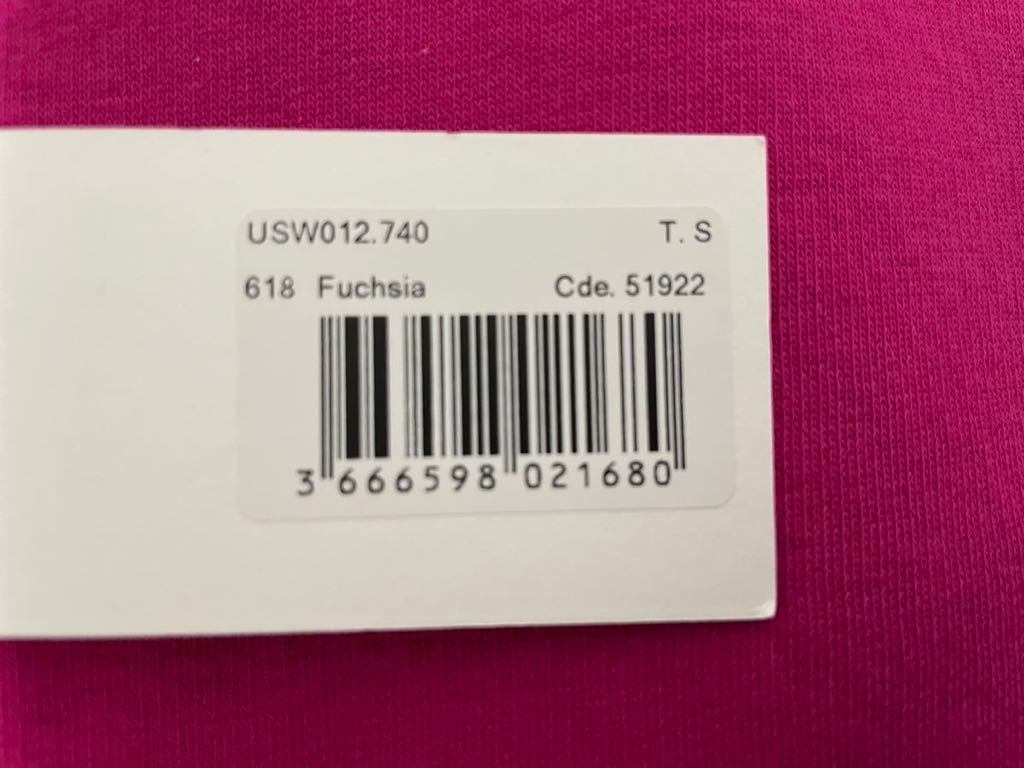 USW012.740 T. S
618 Fuchsia Cde. 51922
3 666598 021680